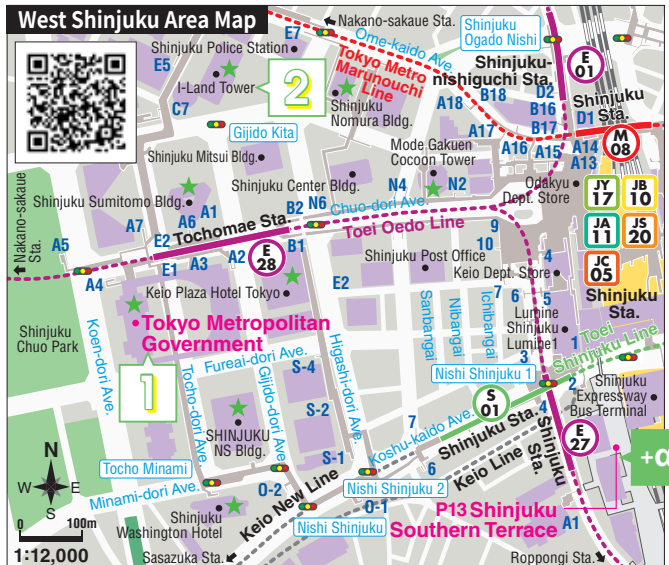 West Shinjuku Area Map
Nakano-sakaue Sta.
Shinjuku
Ogado Nishi
Shinjuku Police Station
E7
Ome-kaido Ave.
E5
I-Land Tower
2
Tokyo Metro
Marunouchi
Line
Shinjuku-
nishiguchi Sta.
E
01
C7
Shinjuku
Nomura Bldg.
A18
B18
D2
B16
B17
D1
Shinjuku
Sta.
M
08
Gijido Kita
A17
A16
A15
A14
A13
Mode Gakuen
Cocoon Tower
Shinjuku Mitsui Bldg.
Shinjuku Center Bldg.
N4
N2
Odakyu
Dept. Store
JY
17
JB
10
JA
11
JS
20
JC
05
Shinjuku
Sta.
Shinjuku Sumitomo Bldg.
A1
A6
A7
B2
N6
Chuo-dori Ave.
Nakano-sakaue
Sta.
A5
E2
Tochomae Sta.
Toei Oedo Line
E
28
B1
9
10
E1
A3
A2
A4
E2
Shinjuku Post Office
4
Keio Dept. Store
Keio Plaza Hotel Tokyo
7
6
5
Lumine
Shinjuku
Lumine1
1
Sanbangai
Nibangai
Ichibangai
Tokyo Metropolitan
Government
Shinjuku
Chuo Park
Koen-dori Ave.
1
Fureai-dori Ave.
Tocho-dori Ave.
Gijido-dori Ave.
Higashi-dori Ave.
S-4
S-2
S-1
3
Nishi Shinjuku 1
Toei
Shinjuku Line
2
S
01
Shinjuku
Expressway
Bus Terminal
7
Koshu-kaido Ave.
Shinjuku Sta.
4
E
27
Shinjuku
Sta.
SHINJUKU
NS Bldg.
N
W
E
S
Tocho Minami
Minami-dori Ave.
6
Keio Line
Keio New Line
Nishi Shinjuku 2
O-2
O-1
P13 Shinjuku
Southern Terrace
A1
Nishi Shinjuku
Shinjuku
Washington Hotel
0
100m
1:12,000
Sasazuka Sta.
Roppongi Sta.